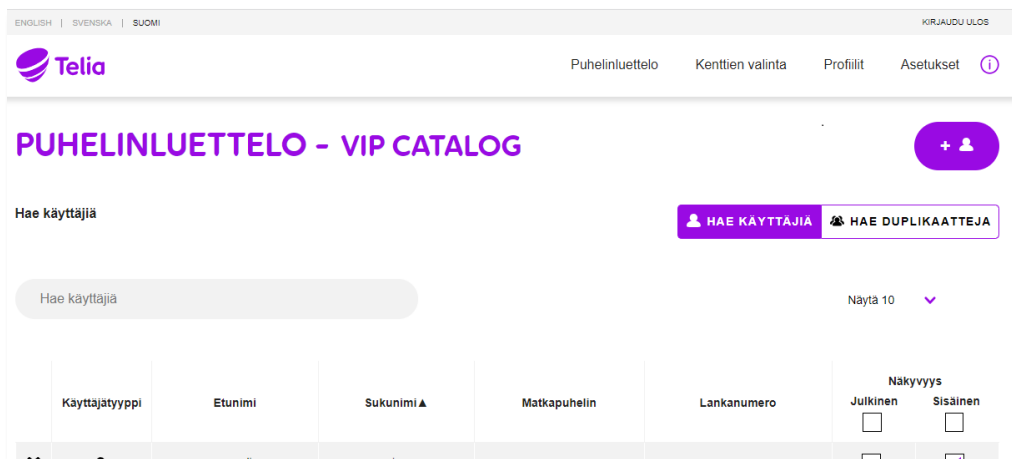 ENGLISH | SVENSKA | SUOMI KIRJAUDU ULOS
Telia Puhelinluettelo Kenttien valinta Profiilit Asetukset i
PUHELINLUETTELO - VIP CATALOG +
Hae käyttäjiä HAE KÄYTTÄJIÄ HAE DUPLIKAATTEJA
Hae käyttäjiä Näytä 10
Näkyvyys
Käyttäjätyyppi Etunimi Sukunimi▲ Matkapuhelin Lankanumero Julkinen Sisäinen